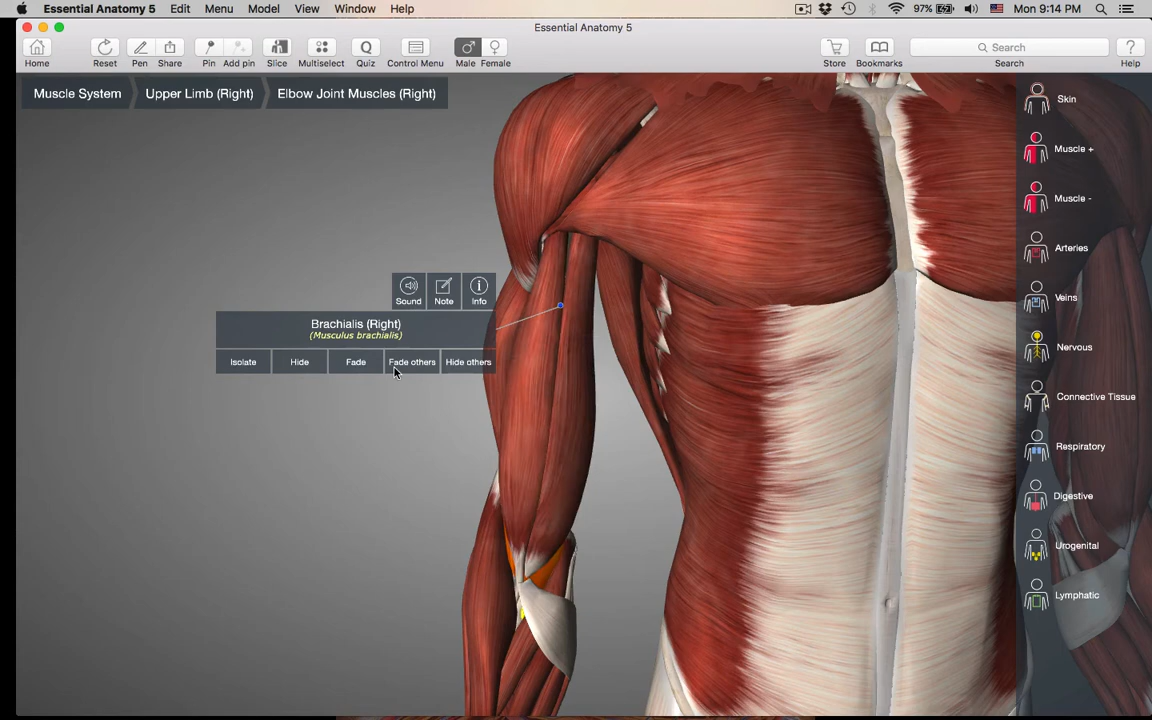 Essential Anatomy 5 Edit Menu Model View Window Help 97% Mon 9:14 PM
Essential Anatomy 5
Home Reset Pen Share Pin Add pin Slice Multiselect Q Quiz Control Menu Male Female Store Bookmarks Search Search ? Help
Muscle System Upper Limb (Right) Elbow Joint Muscles (Right)
Skin
Muscle +
Muscle -
Arteries
Veins
Nervous
Connective Tissue
Respiratory
Digestive
Urogenital
Lymphatic
Sound Note Info
Brachialis (Right)
(Musculus brachialis)
Isolate Hide Fade Fade others Hide others